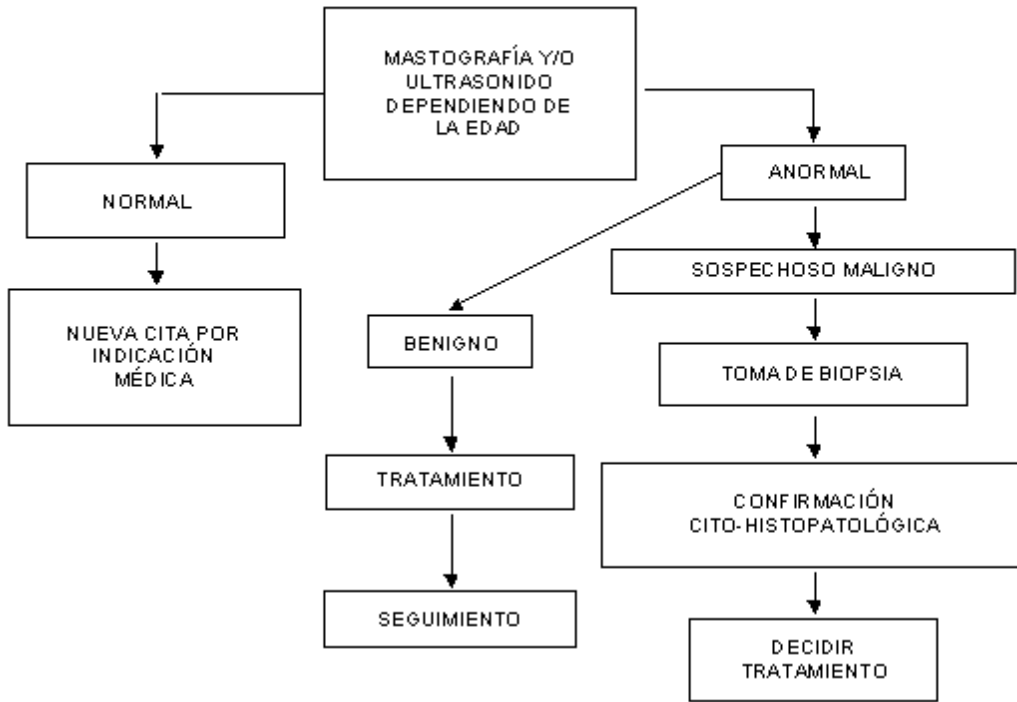 MASTOGRAFÍA Y/O
ULTRASONIDO
DEPENDIENDO DE
LA EDAD
NORMAL
ANORMAL
NUEVA CITA POR
INDICACIÓN
MÉDICA
SOSPECHOSO MALIGNO
BENIGNO
TOMA DE BIOPSIA
TRATAMIENTO
CONFIRMACIÓN
CITO-HISTOPATOLÓGICA
SEGUIMIENTO
DECIDIR
TRATAMIENTO